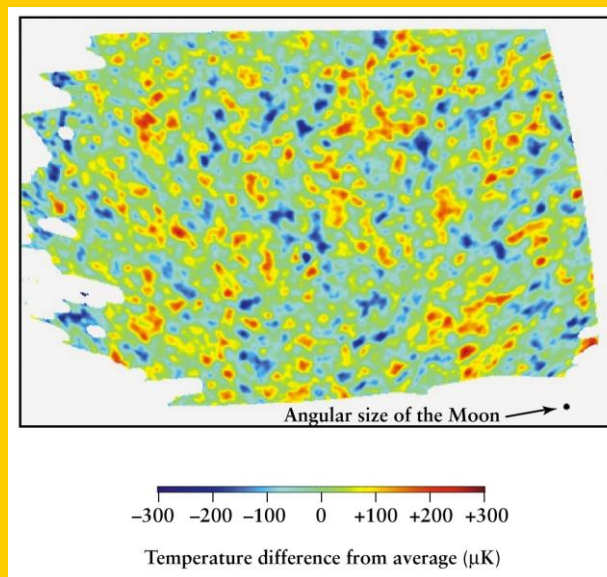 Angular size of the Moon
−300 −200 −100 0 +100 +200 +300
Temperature difference from average (μK)